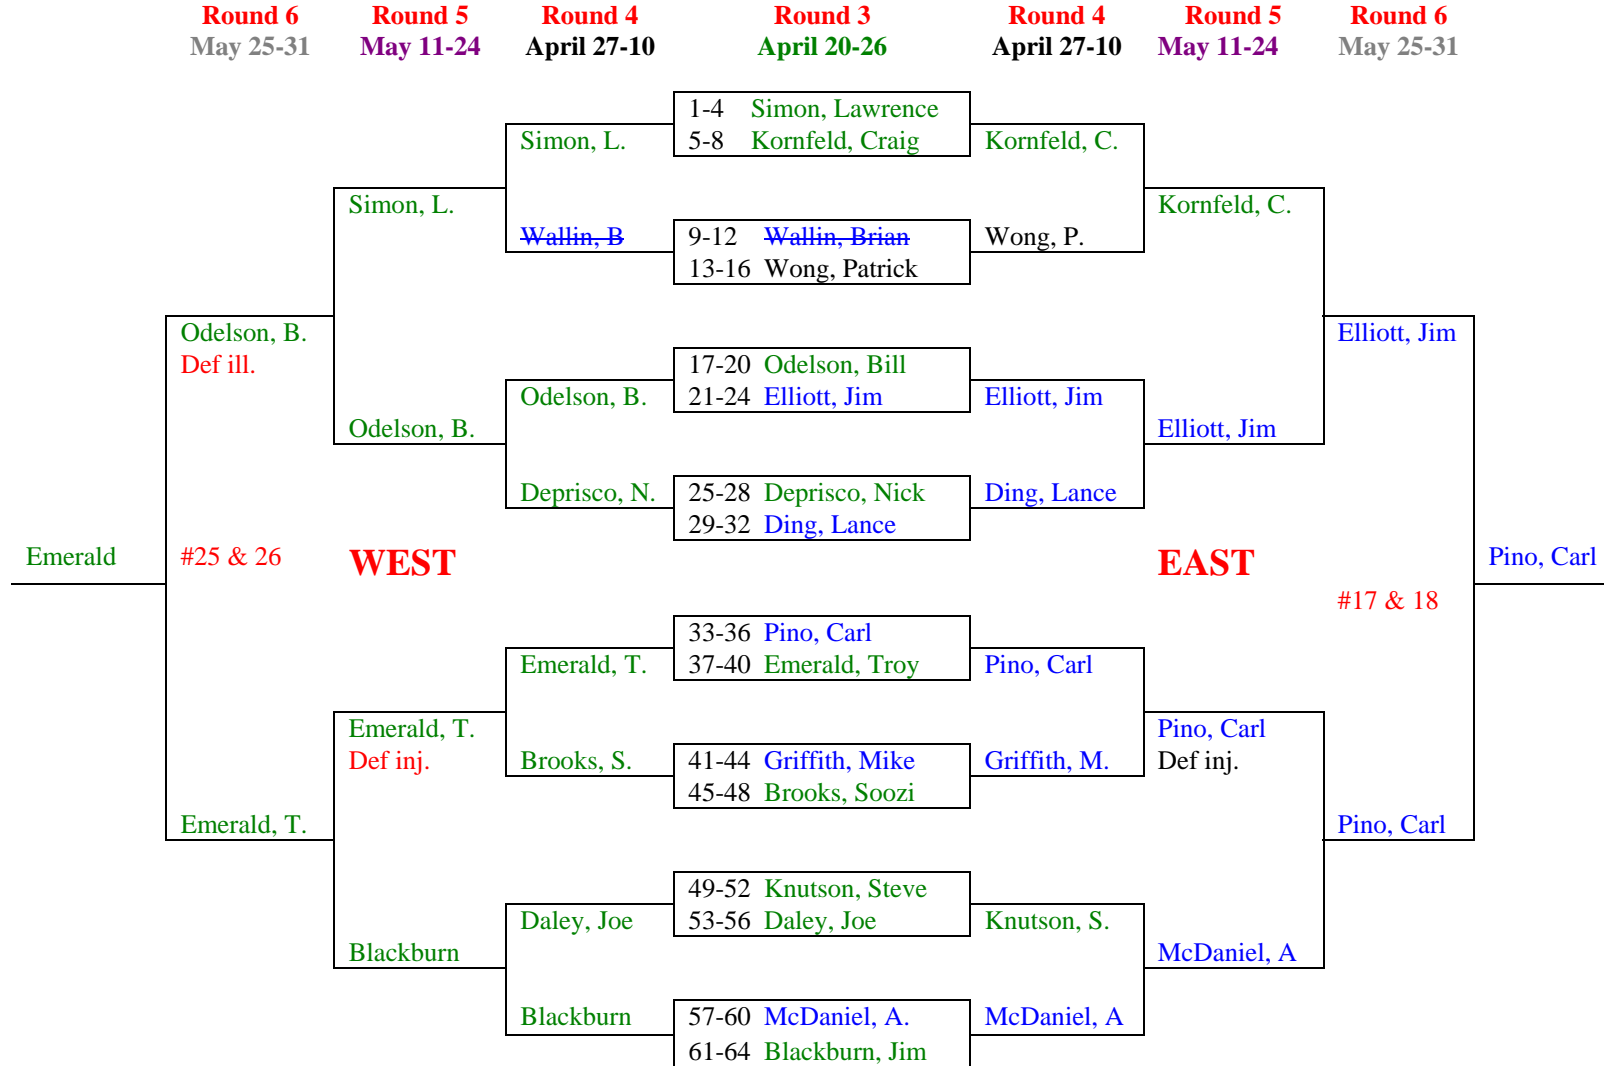 Round 6 Round 5 Round 4 Round 3 Round 4 Round 5 Round 6
May 25-31 May 11-24 April 27-10 April 20-26 April 27-10 May 11-24 May 25-31
1-4 Simon, Lawrence
Simon, L. 5-8 Kornfeld, Craig Kornfeld, C.
Simon, L. Kornfeld, C.
Wallin, B 9-12 Wallin, Brian Wong, P.
13-16 Wong, Patrick
Odelson, B. Elliott, Jim
Def ill. 17-20 Odelson, Bill
Odelson, B. 21-24 Elliott, Jim Elliott, Jim
Odelson, B. Elliott, Jim
Deprisco, N. 25-28 Deprisco, Nick Ding, Lance
29-32 Ding, Lance
Emerald #25 & 26 WEST EAST Pino, Carl
#17 & 18
33-36 Pino, Carl
Emerald, T. 37-40 Emerald, Troy Pino, Carl
Emerald, T. Pino, Carl
Def inj. Brooks, S. 41-44 Griffith, Mike Griffith, M. Def inj.
45-48 Brooks, Soozi
Emerald, T. Pino, Carl
49-52 Knutson, Steve
Daley, Joe 53-56 Daley, Joe Knutson, S.
Blackburn McDaniel, A
Blackburn 57-60 McDaniel, A. McDaniel, A
61-64 Blackburn, Jim